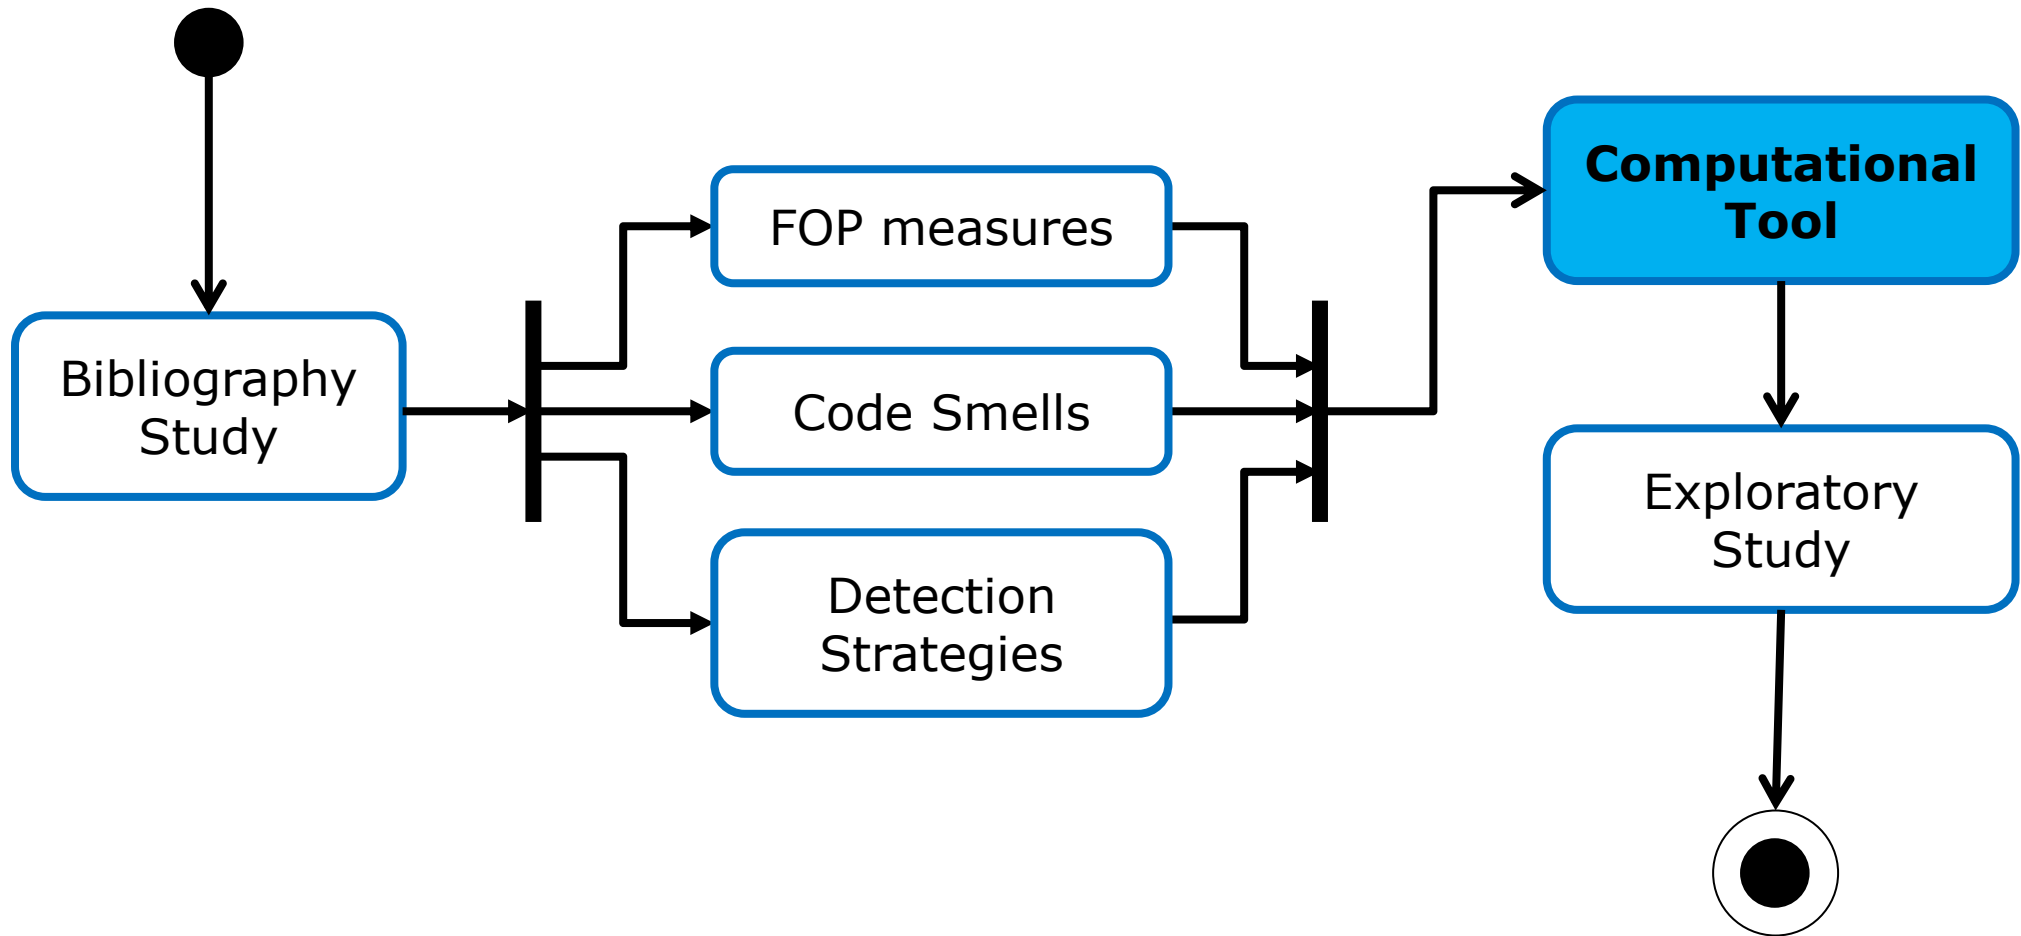 Bibliography
Study
FOP measures
Code Smells
Detection
Strategies
Computational
Tool
Exploratory
Study